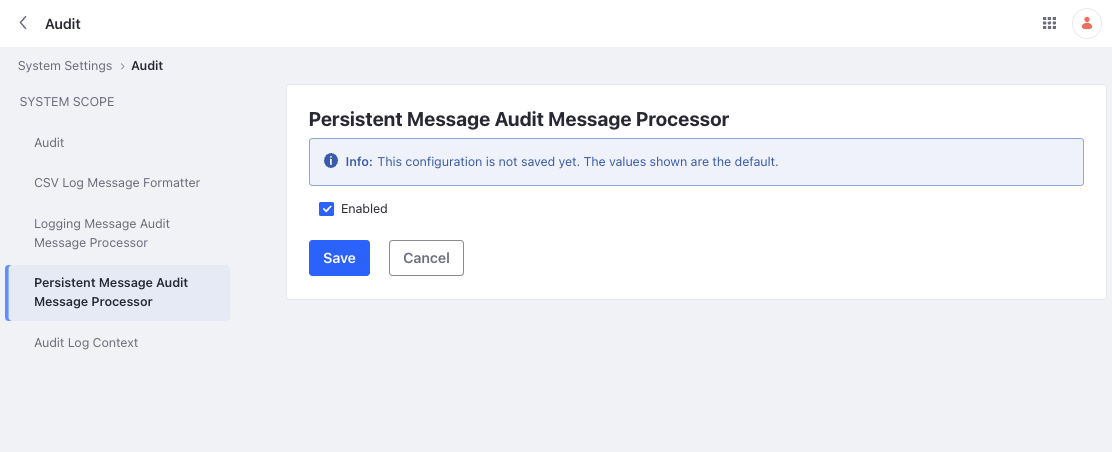 Audit
System Settings › Audit
SYSTEM SCOPE
Audit
CSV Log Message Formatter
Logging Message Audit
Message Processor
Persistent Message Audit
Message Processor
Audit Log Context
Persistent Message Audit Message Processor
Info: This configuration is not saved yet. The values shown are the default.
Enabled
Save Cancel